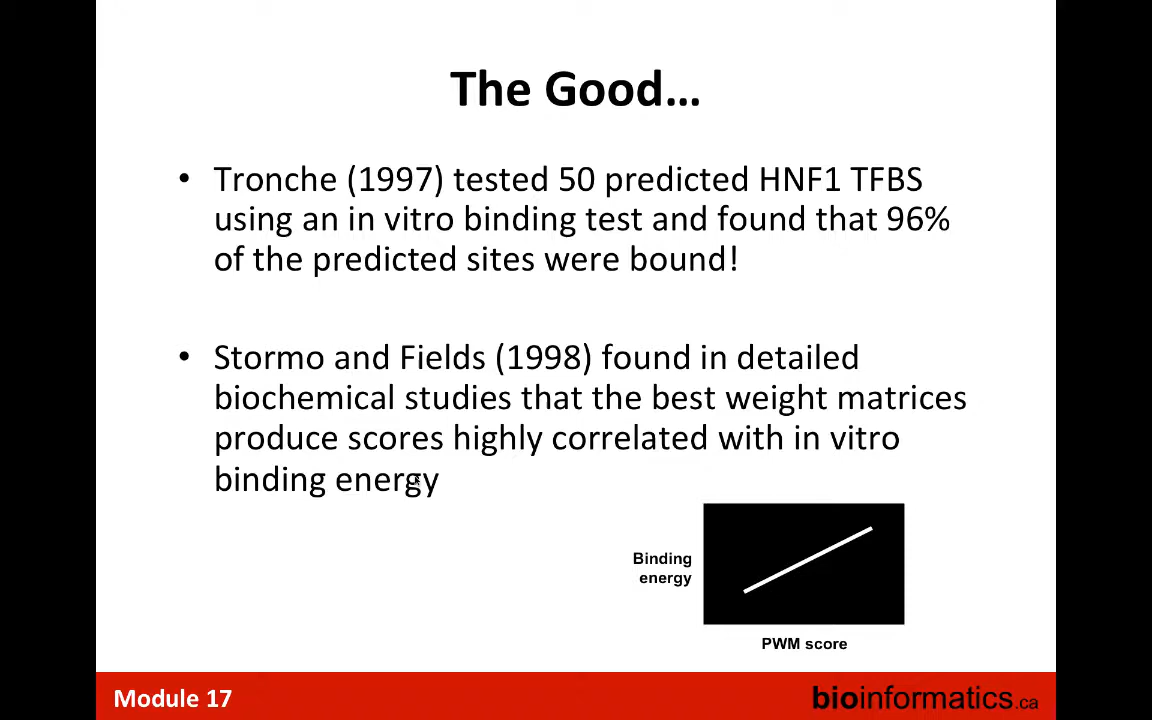 The Good...
• Tronche (1997) tested 50 predicted HNF1 TFBS
using an in vitro binding test and found that 96%
of the predicted sites were bound!
• Stormo and Fields (1998) found in detailed
biochemical studies that the best weight matrices
produce scores highly correlated with in vitro
binding energy
Binding
energy
PWM score
Module 17
bioinformatics.ca